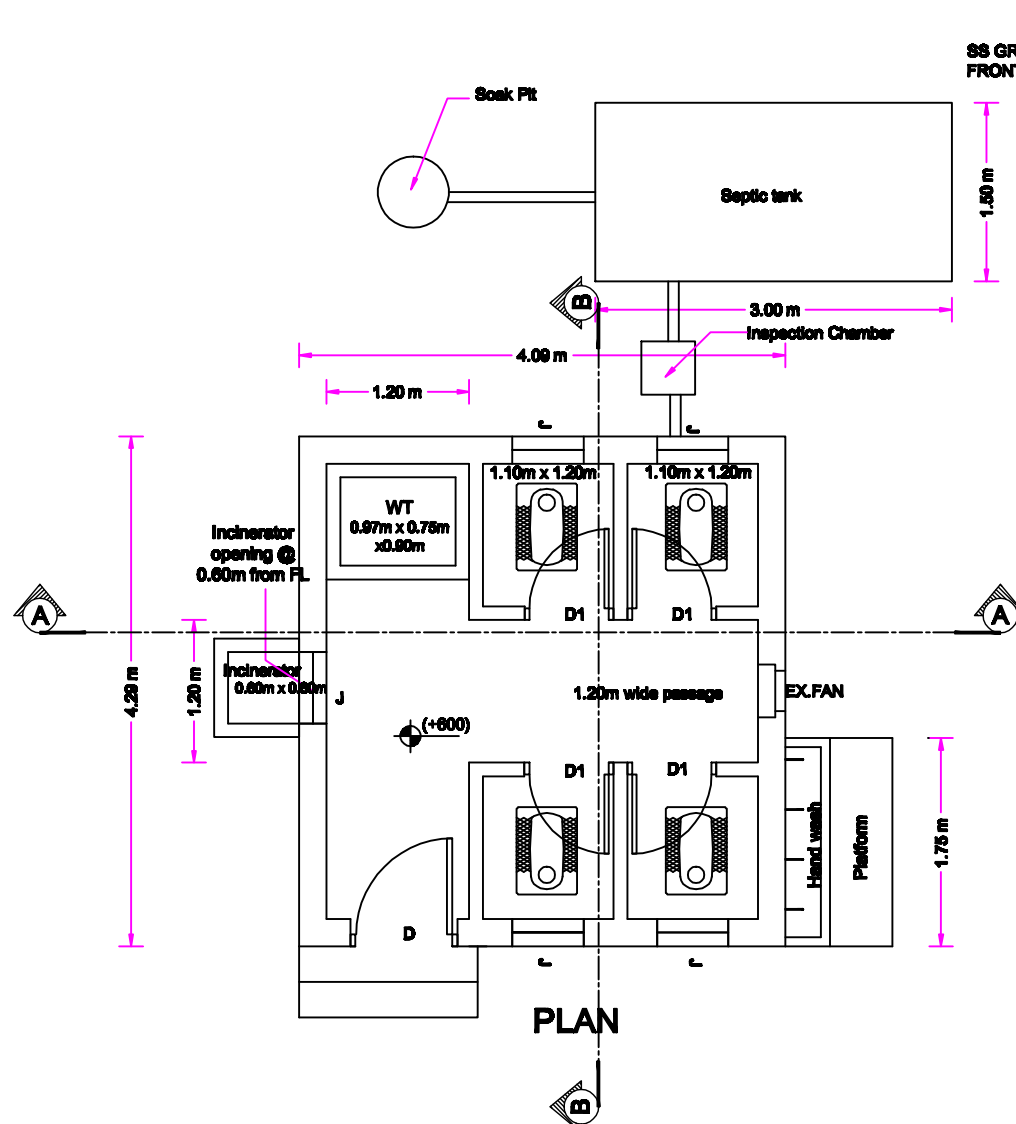 SS GR
FRONT
Soak Pit
Septic tank
1.50 m
B
3.00 m
Inspection Chamber
4.09 m
1.20 m
J
J
1.10m x 1.20m
1.10m x 1.20m
WT
0.97m x 0.75m
x0.90m
Incinerator
opening @
0.60m from FL
A
A
D1
D1
4.29 m
1.20 m
Incinerator
0.60m x 0.60m
J
1.20m wide passage
EX.FAN
(+600)
D1
D1
Hand wash
Platform
1.75 m
D
J
J
PLAN
B